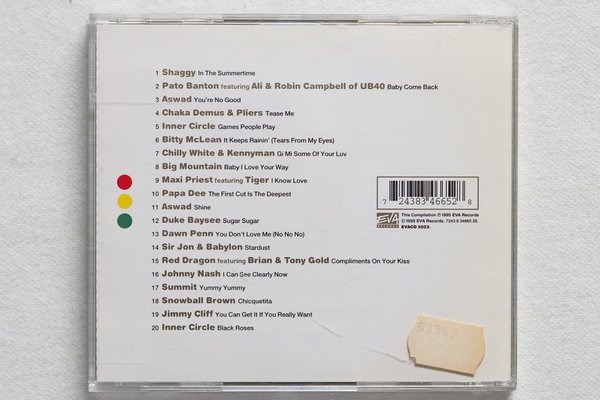 1 Shaggy In The Summertime
2 Pato Banton featuring Ali & Robin Campbell of UB40 Baby Come Back
3 Aswad You're No Good
4 Chaka Demus & Pliers Tease Me
5 Inner Circle Games People Play
6 Bitty McLean It Keeps Rainin' (Tears From My Eyes)
7 Chilly White & Kennyman Gi Mi Some Of Your Luv
8 Big Mountain Baby I Love Your Way
9 Maxi Priest featuring Tiger I Know Love
10 Papa Dee The First Cut Is The Deepest
11 Aswad Shine
12 Duke Baysee Sugar Sugar
13 Dawn Penn You Don't Love Me (No No No)
14 Sir Jon & Babylon Stardust
15 Red Dragon featuring Brian & Tony Gold Compliments On Your Kiss
16 Johnny Nash I Can See Clearly Now
17 Summit Yummy Yummy
18 Snowball Brown Chicquetita
19 Jimmy Cliff You Can Get It If You Really Want
20 Inner Circle Black Roses
7 24383 46652 8
EVA
This Compilation ℗ 1995 EVA Records.
© 1995 EVA Records. 7243 8 34665 28.
EVACD 5023.